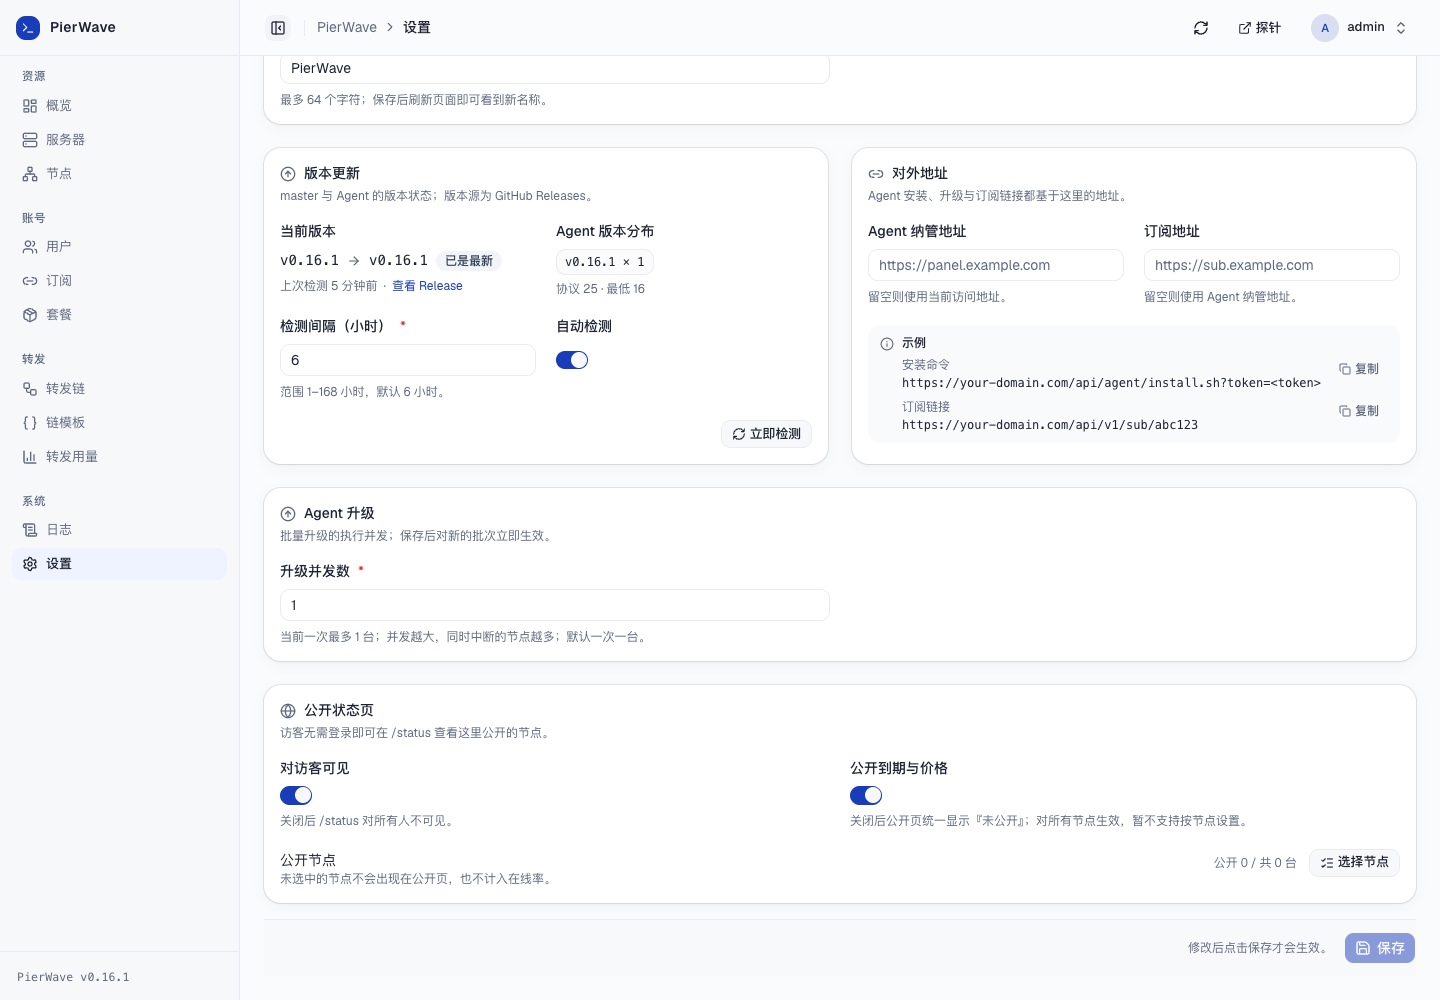 PierWave
PierWave > 设置
探针
A admin
资源
概览
服务器
节点
账号
用户
订阅
套餐
转发
转发链
链模板
转发用量
系统
日志
设置
PierWave v0.16.1
PierWave
最多 64 个字符；保存后刷新页面即可看到新名称。
版本更新
master 与 Agent 的版本状态；版本源为 GitHub Releases。
当前版本
v0.16.1 → v0.16.1 已是最新
上次检测 5 分钟前 · 查看 Release
Agent 版本分布
v0.16.1 × 1
协议 25 · 最低 16
检测间隔（小时） *
6
范围 1–168 小时，默认 6 小时。
自动检测
立即检测
对外地址
Agent 安装、升级与订阅链接都基于这里的地址。
Agent 纳管地址
https://panel.example.com
留空则使用当前访问地址。
订阅地址
https://sub.example.com
留空则使用 Agent 纳管地址。
示例
安装命令
https://your-domain.com/api/agent/install.sh?token=<token>
复制
订阅链接
https://your-domain.com/api/v1/sub/abc123
复制
Agent 升级
批量升级的执行并发；保存后对新的批次立即生效。
升级并发数 *
1
当前一次最多 1 台；并发越大，同时中断的节点越多；默认一次一台。
公开状态页
访客无需登录即可在 /status 查看这里公开的节点。
对访客可见
关闭后 /status 对所有人不可见。
公开到期与价格
关闭后公开页统一显示『未公开』；对所有节点生效，暂不支持按节点设置。
公开节点
未选中的节点不会出现在公开页，也不计入在线率。
公开 0 / 共 0 台
选择节点
修改后点击保存才会生效。
保存